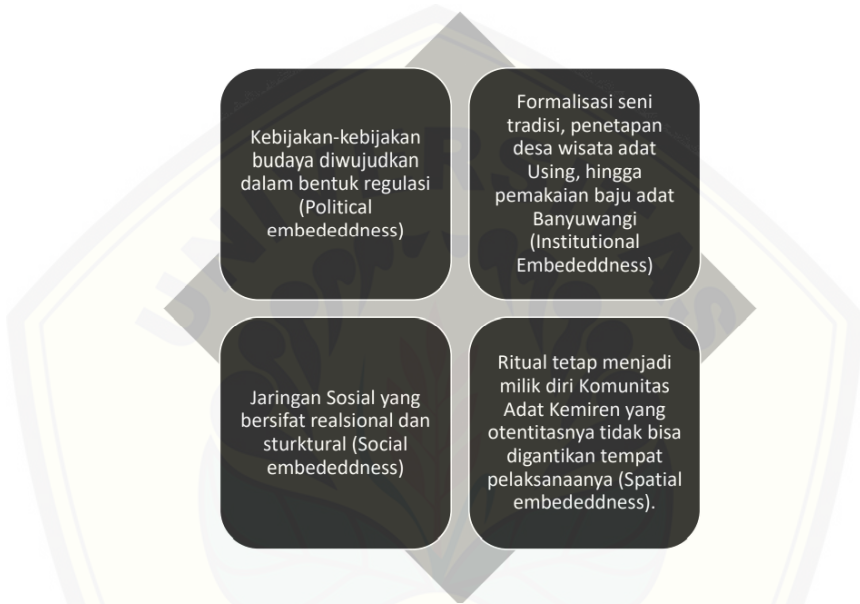 Kebijakan-kebijakan
budaya diwujudkan
dalam bentuk regulasi
(Political
embededdness)
Formalisasi seni
tradisi, penetapan
desa wisata adat
Using, hingga
pemakaian baju adat
Banyuwangi
(Institutional
Embededdness)
Jaringan Sosial yang
bersifat realsional dan
sturktural (Social
embededdness)
Ritual tetap menjadi
milik diri Komunitas
Adat Kemiren yang
otentitasnya tidak bisa
digantikan tempat
pelaksanaanya (Spatial
embededdness).
UNIVERSITAS